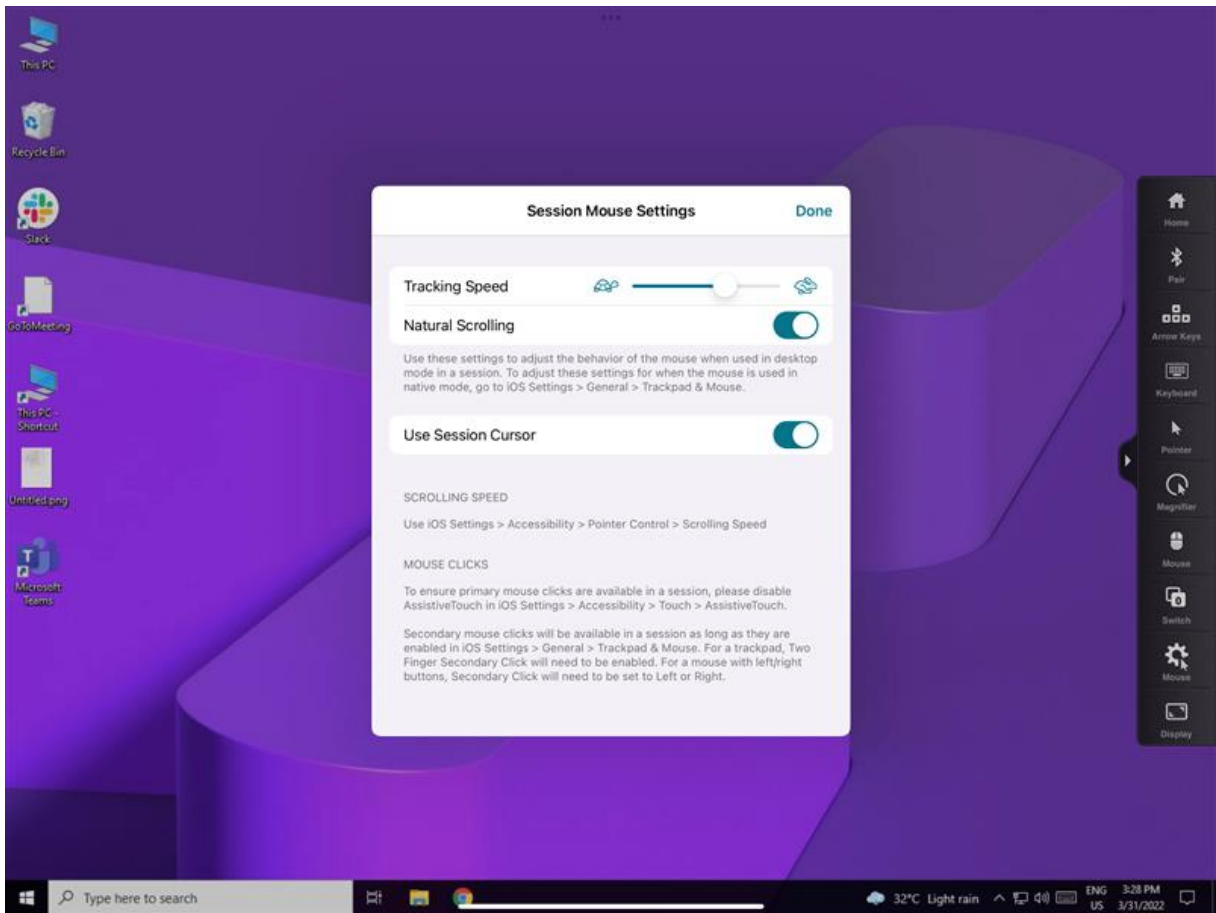 This PC
Recycle Bin
Slack
GoToMeeting
This PC -
Shortcut
Untitled.png
Microsoft
Teams
Session Mouse Settings
Done
Tracking Speed
Natural Scrolling
Use these settings to adjust the behavior of the mouse when used in desktop
mode in a session. To adjust these settings for when the mouse is used in
native mode, go to iOS Settings > General > Trackpad & Mouse.
Use Session Cursor
SCROLLING SPEED
Use iOS Settings > Accessibility > Pointer Control > Scrolling Speed
MOUSE CLICKS
To ensure primary mouse clicks are available in a session, please disable
AssistiveTouch in iOS Settings > Accessibility > Touch > AssistiveTouch.
Secondary mouse clicks will be available in a session as long as they are
enabled in iOS Settings > General > Trackpad & Mouse. For a trackpad, Two
Finger Secondary Click will need to be enabled. For a mouse with left/right
buttons, Secondary Click will need to be set to Left or Right.
Home
Pair
Arrow Keys
Keyboard
Pointer
Magnifier
Mouse
Switch
Mouse
Display
Type here to search
32°C Light rain
ENG
US
3:28 PM
3/31/2022